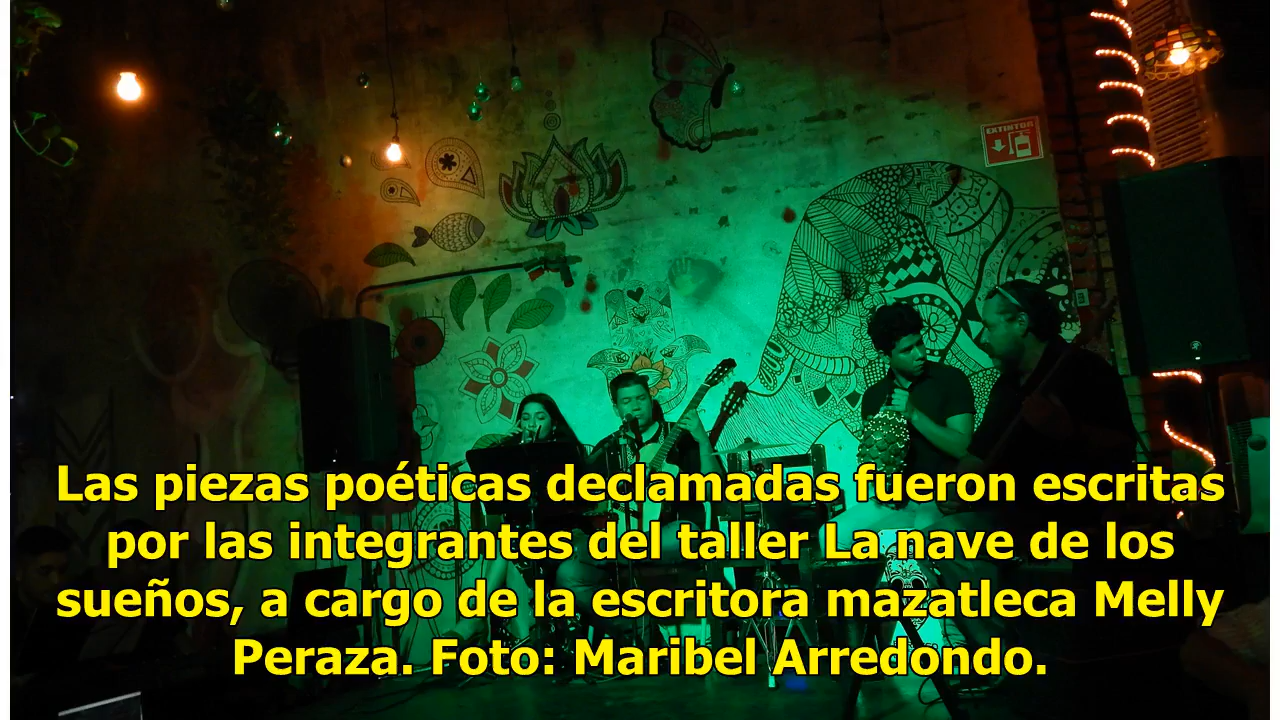 EXTINTOR
Las piezas poéticas declamadas fueron escritas
por las integrantes del taller La nave de los
sueños, a cargo de la escritora mazatleca Melly
Peraza. Foto: Maribel Arredondo.